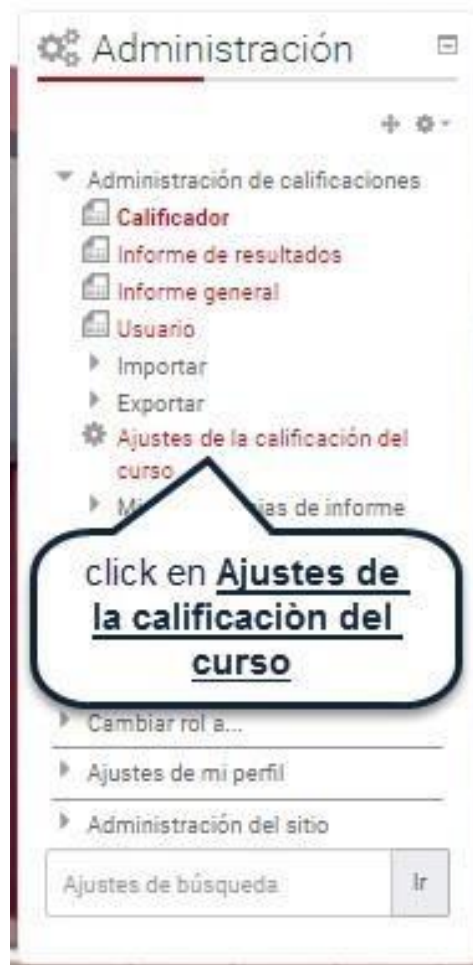 Administración
Administración de calificaciones
Calificador
Informe de resultados
Informe general
Usuario
Importar
Exportar
Ajustes de la calificación del
curso
de informe
click en Ajustes de
la calificaciòn del
curso
Cambiar rol a...
Ajustes de mi perfil
Administración del sitio
Ajustes de búsqueda
Ir